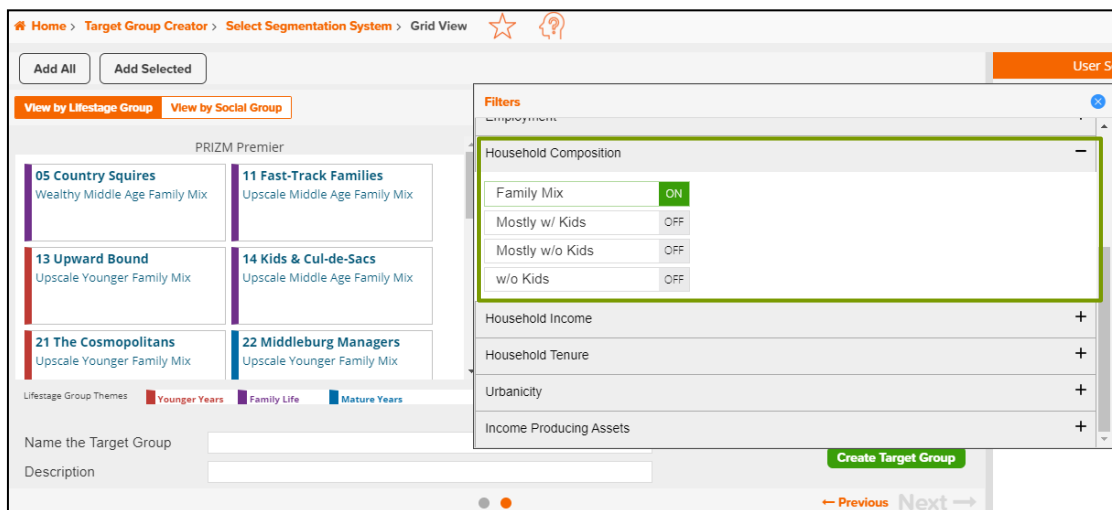 Home > Target Group Creator > Select Segmentation System > Grid View
Add All Add Selected
User S
View by Lifestage Group View by Social Group
PRIZM Premier
05 Country Squires
Wealthy Middle Age Family Mix
11 Fast-Track Families
Upscale Middle Age Family Mix
13 Upward Bound
Upscale Younger Family Mix
14 Kids & Cul-de-Sacs
Upscale Middle Age Family Mix
21 The Cosmopolitans
Upscale Younger Family Mix
22 Middleburg Managers
Upscale Younger Family Mix
Lifestage Group Themes Younger Years Family Life Mature Years
Name the Target Group
Description
Filters
Employment +
Household Composition −
Family Mix ON
Mostly w/ Kids OFF
Mostly w/o Kids OFF
w/o Kids OFF
Household Income +
Household Tenure +
Urbanicity +
Income Producing Assets +
Create Target Group
← Previous Next →